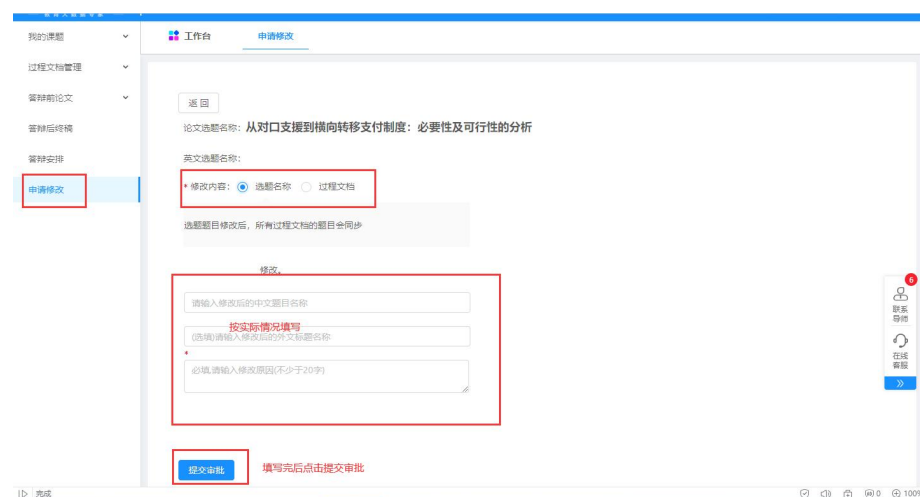 我的课题
工作台
申请修改
过程文档管理
答辩前论文
返 回
论文选题名称：从对口支援到横向转移支付制度：必要性及可行性的分析
答辩后终稿
答辩安排
英文选题名称：
申请修改
* 修改内容： 选题名称 过程文档
选题题目修改后，所有过程文档的题目会同步
修改。
请输入修改后的中文题目名称
按实际情况填写
(选填)请输入修改后的外文标题名称
*
必填,请输入修改原因(不少于20字)
6
联系
导师
在线
客服
提交审批
填写完后点击提交审批
完成
0
100%